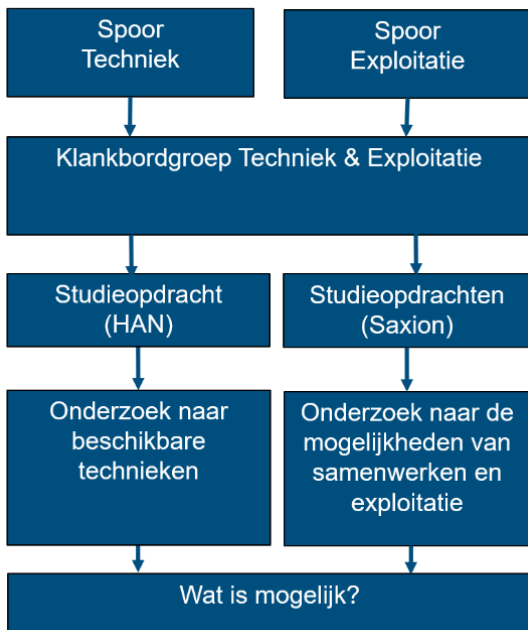 Spoor
Techniek
Spoor
Exploitatie
Klankbordgroep Techniek & Exploitatie
Studieopdracht
(HAN)
Studieopdrachten
(Saxion)
Onderzoek naar
beschikbare
technieken
Onderzoek naar de
mogelijkheden van
samenwerken en
exploitatie
Wat is mogelijk?